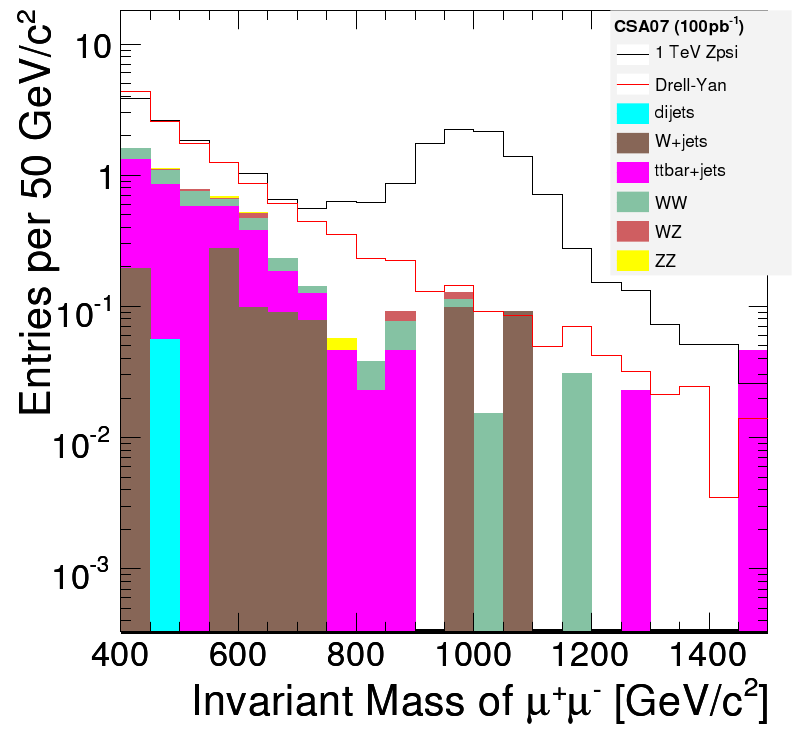 CSA07 (100pb⁻¹)
1 TeV Zpsi
Drell-Yan
dijets
W+jets
ttbar+jets
WW
WZ
ZZ
Entries per 50 GeV/c²
10
1
10⁻¹
10⁻²
10⁻³
400 600 800 1000 1200 1400
Invariant Mass of μ⁺μ⁻ [GeV/c²]